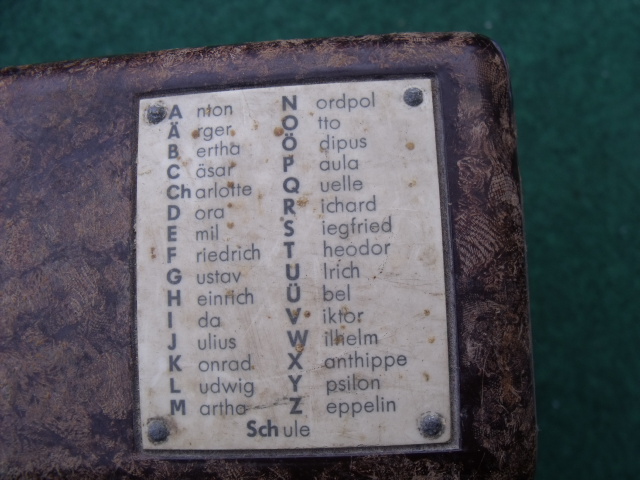 A nton
Ä rger
B ertha
C äsar
Ch arlotte
D ora
E mil
F riedrich
G ustav
H einrich
I da
J ulius
K onrad
L udwig
M artha
N ordpol
O tto
Ö dipus
P aula
Q uelle
R ichard
S iegfried
T heodor
U lrich
Ü bel
V iktor
W ilhelm
X anthippe
Y psilon
Z eppelin
Sch ule